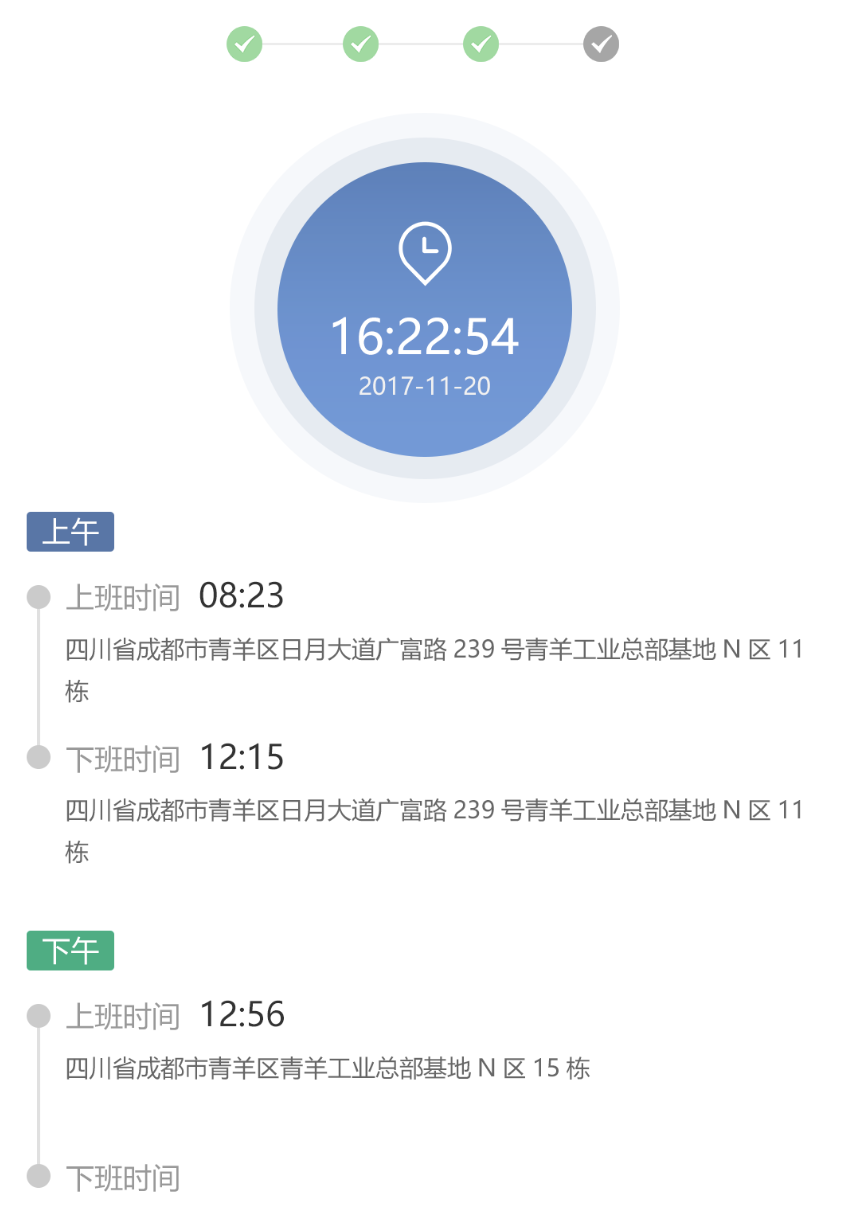 16:22:54
2017-11-20
上午
上班时间 08:23
四川省成都市青羊区日月大道广富路 239 号青羊工业总部基地 N 区 11
栋
下班时间 12:15
四川省成都市青羊区日月大道广富路 239 号青羊工业总部基地 N 区 11
栋
下午
上班时间 12:56
四川省成都市青羊区青羊工业总部基地 N 区 15 栋
下班时间